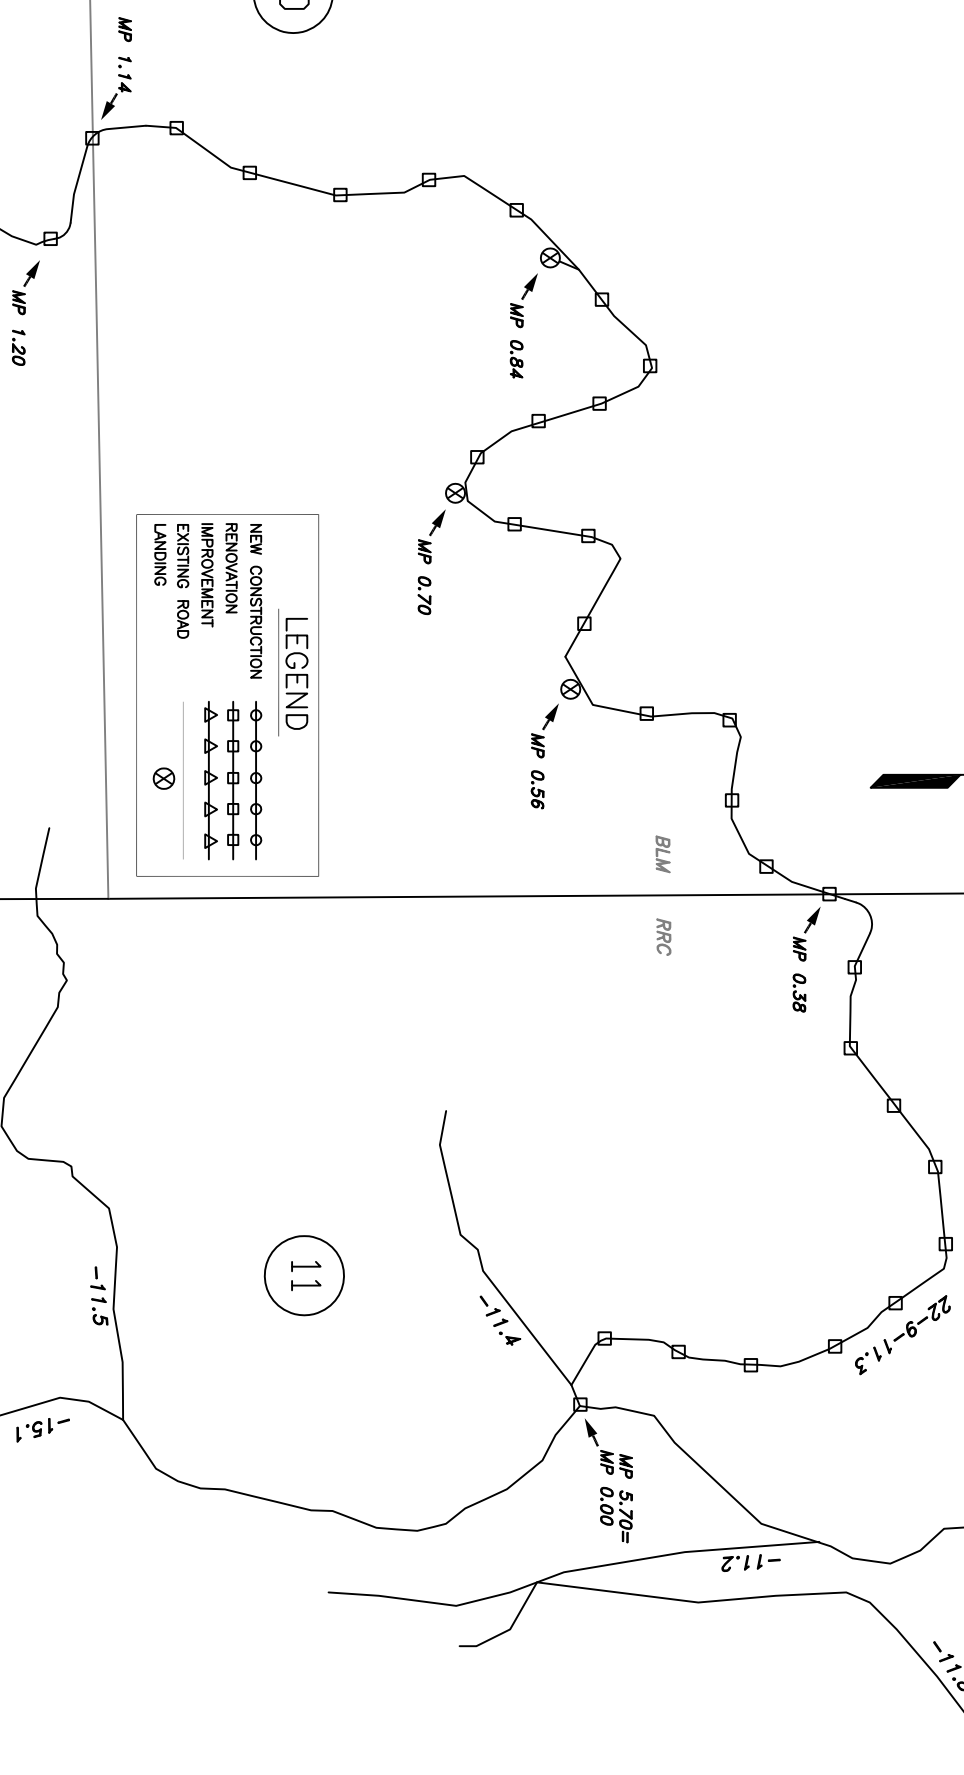 MP 1.14
MP 1.20
MP 0.84
MP 0.70
MP 0.56
BLM
RRC
MP 0.38
LEGEND
NEW CONSTRUCTION
RENOVATION
IMPROVEMENT
EXISTING ROAD
LANDING
22-9-11.3
11
-11.4
-11.5
-15.1
MP 5.70=
MP 0.00
-11.2